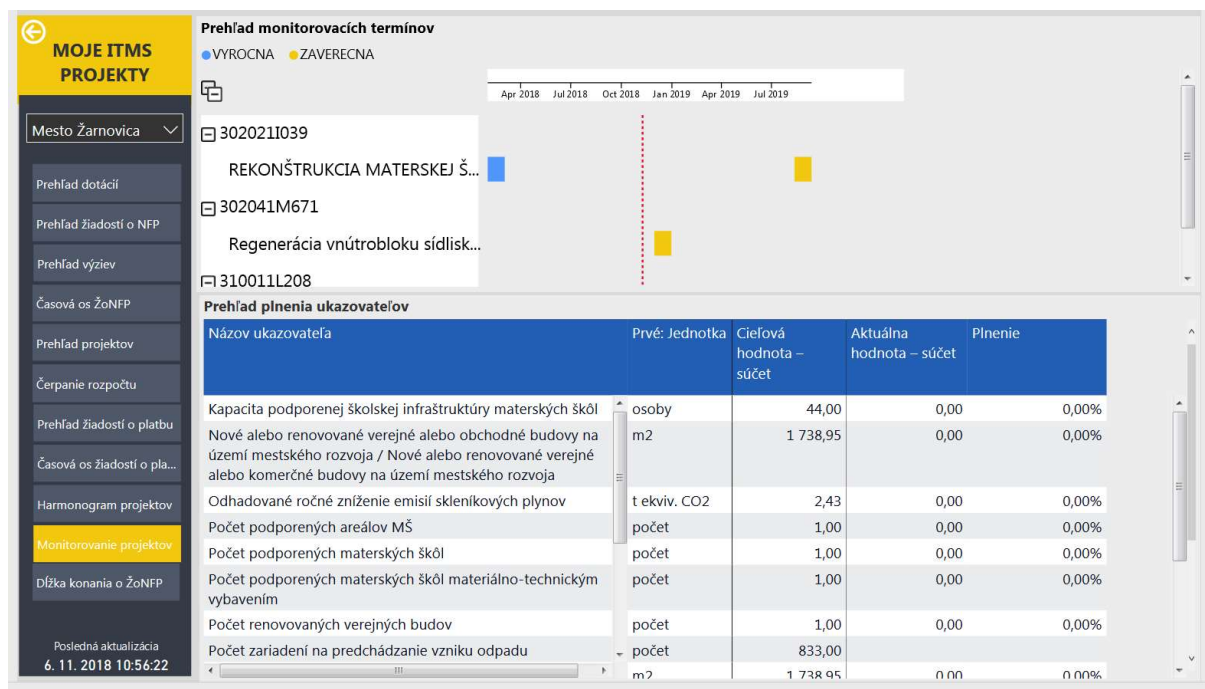 MOJE ITMS
PROJEKTY
Mesto Žarnovica
Prehľad dotácií
Prehľad žiadostí o NFP
Prehľad výziev
Časová os ŽoNFP
Prehľad projektov
Čerpanie rozpočtu
Prehľad žiadostí o platbu
Časová os žiadostí o pla...
Harmonogram projektov
Monitorovanie projektov
Dĺžka konania o ŽoNFP
Posledná aktualizácia
6. 11. 2018 10:56:22
Prehľad monitorovacích termínov
VYROCNA ZAVERECNA
Apr 2018 Jul 2018 Oct 2018 Jan 2019 Apr 2019 Jul 2019
302021I039
REKONŠTRUKCIA MATERSKEJ Š...
302041M671
Regenerácia vnútrobloku sídlisk...
310011L208
Prehľad plnenia ukazovateľov
Názov ukazovateľa Prvé: Jednotka Cieľová hodnota – súčet Aktuálna hodnota – súčet Plnenie
Kapacita podporenej školskej infraštruktúry materských škôl osoby 44,00 0,00 0,00%
Nové alebo renovované verejné alebo obchodné budovy na m2 1 738,95 0,00 0,00%
území mestského rozvoja / Nové alebo renovované verejné
alebo komerčné budovy na území mestského rozvoja
Odhadované ročné zníženie emisií skleníkových plynov t ekviv. CO2 2,43 0,00 0,00%
Počet podporených areálov MŠ počet 1,00 0,00 0,00%
Počet podporených materských škôl počet 1,00 0,00 0,00%
Počet podporených materských škôl materiálno-technickým počet 1,00 0,00 0,00%
vybavením
Počet renovovaných verejných budov počet 1,00 0,00 0,00%
Počet zariadení na predchádzanie vzniku odpadu počet 833,00
m2 1 738,95 0,00 0,00%